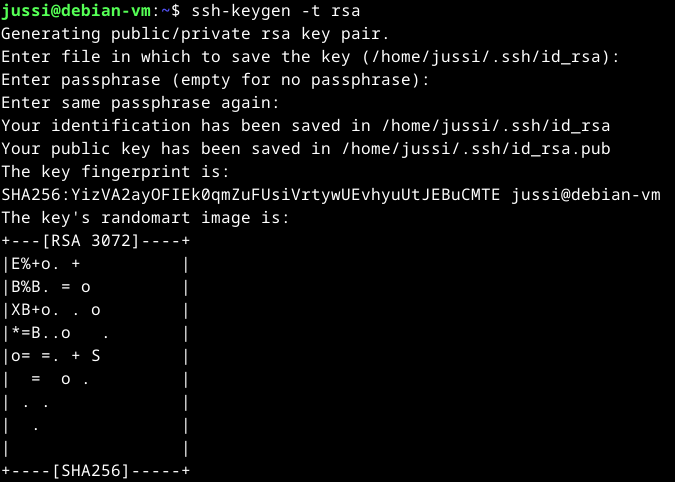 jussi@debian-vm:~$ ssh-keygen -t rsa
Generating public/private rsa key pair.
Enter file in which to save the key (/home/jussi/.ssh/id_rsa):
Enter passphrase (empty for no passphrase):
Enter same passphrase again:
Your identification has been saved in /home/jussi/.ssh/id_rsa
Your public key has been saved in /home/jussi/.ssh/id_rsa.pub
The key fingerprint is:
SHA256:YizVA2ayOFIEk0qmZuFUsiVrtywUEvhyuUtJEBuCMTE jussi@debian-vm
The key's randomart image is:
+---[RSA 3072]----+
|E%+o. +          |
|B%B. = o         |
|XB+o. . o        |
|*=B..o   .       |
|o= =. + S        |
|  =  o .         |
| . .             |
|  .              |
|                 |
+----[SHA256]-----+